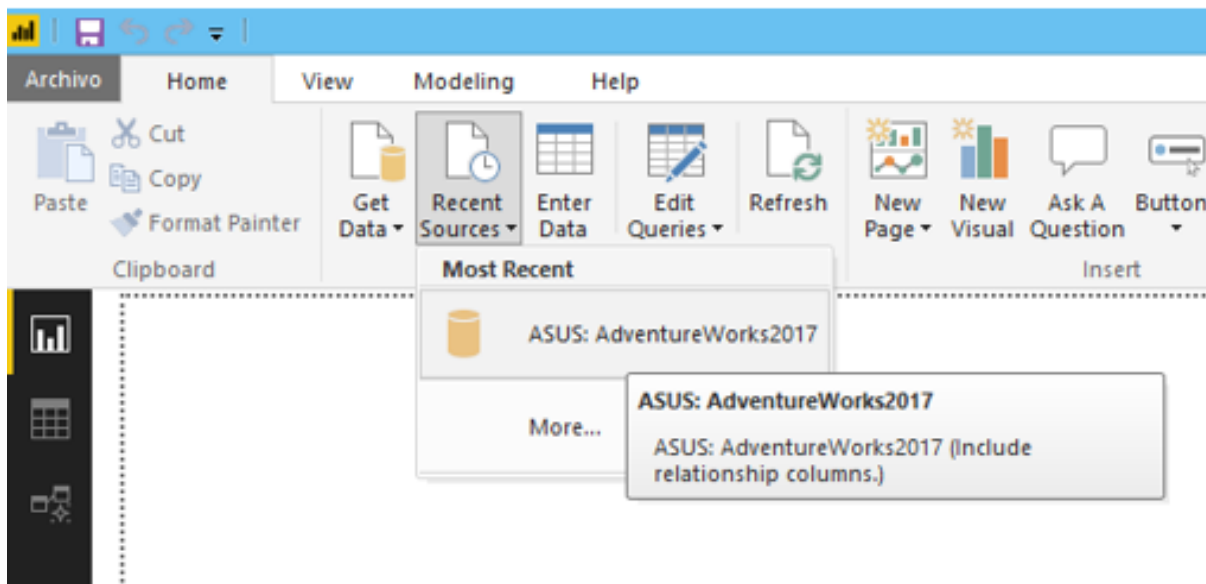 Archivo
Home
View
Modeling
Help
Paste
Cut
Copy
Format Painter
Clipboard
Get
Data
Recent
Sources
Enter
Data
Edit
Queries
Refresh
New
Page
New
Visual
Ask A
Question
Button
Insert
Most Recent
ASUS: AdventureWorks2017
More...
ASUS: AdventureWorks2017
ASUS: AdventureWorks2017 (Include
relationship columns.)